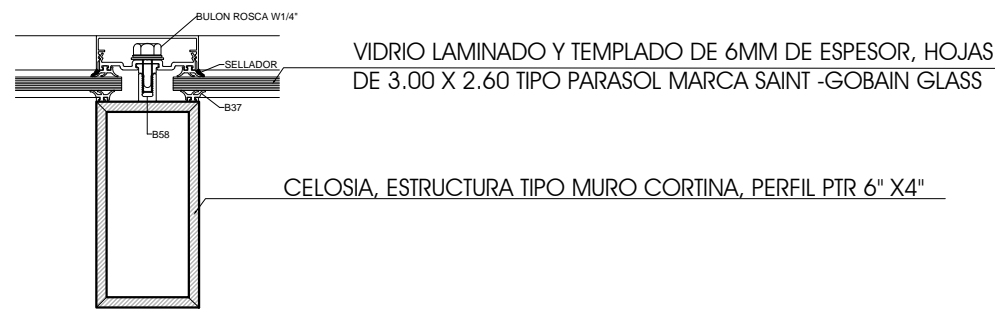 BULON ROSCA W1/4"
SELLADOR
VIDRIO LAMINADO Y TEMPLADO DE 6MM DE ESPESOR, HOJAS
DE 3.00 X 2.60 TIPO PARASOL MARCA SAINT -GOBAIN GLASS
B37
B58
CELOSIA, ESTRUCTURA TIPO MURO CORTINA, PERFIL PTR 6" X4"